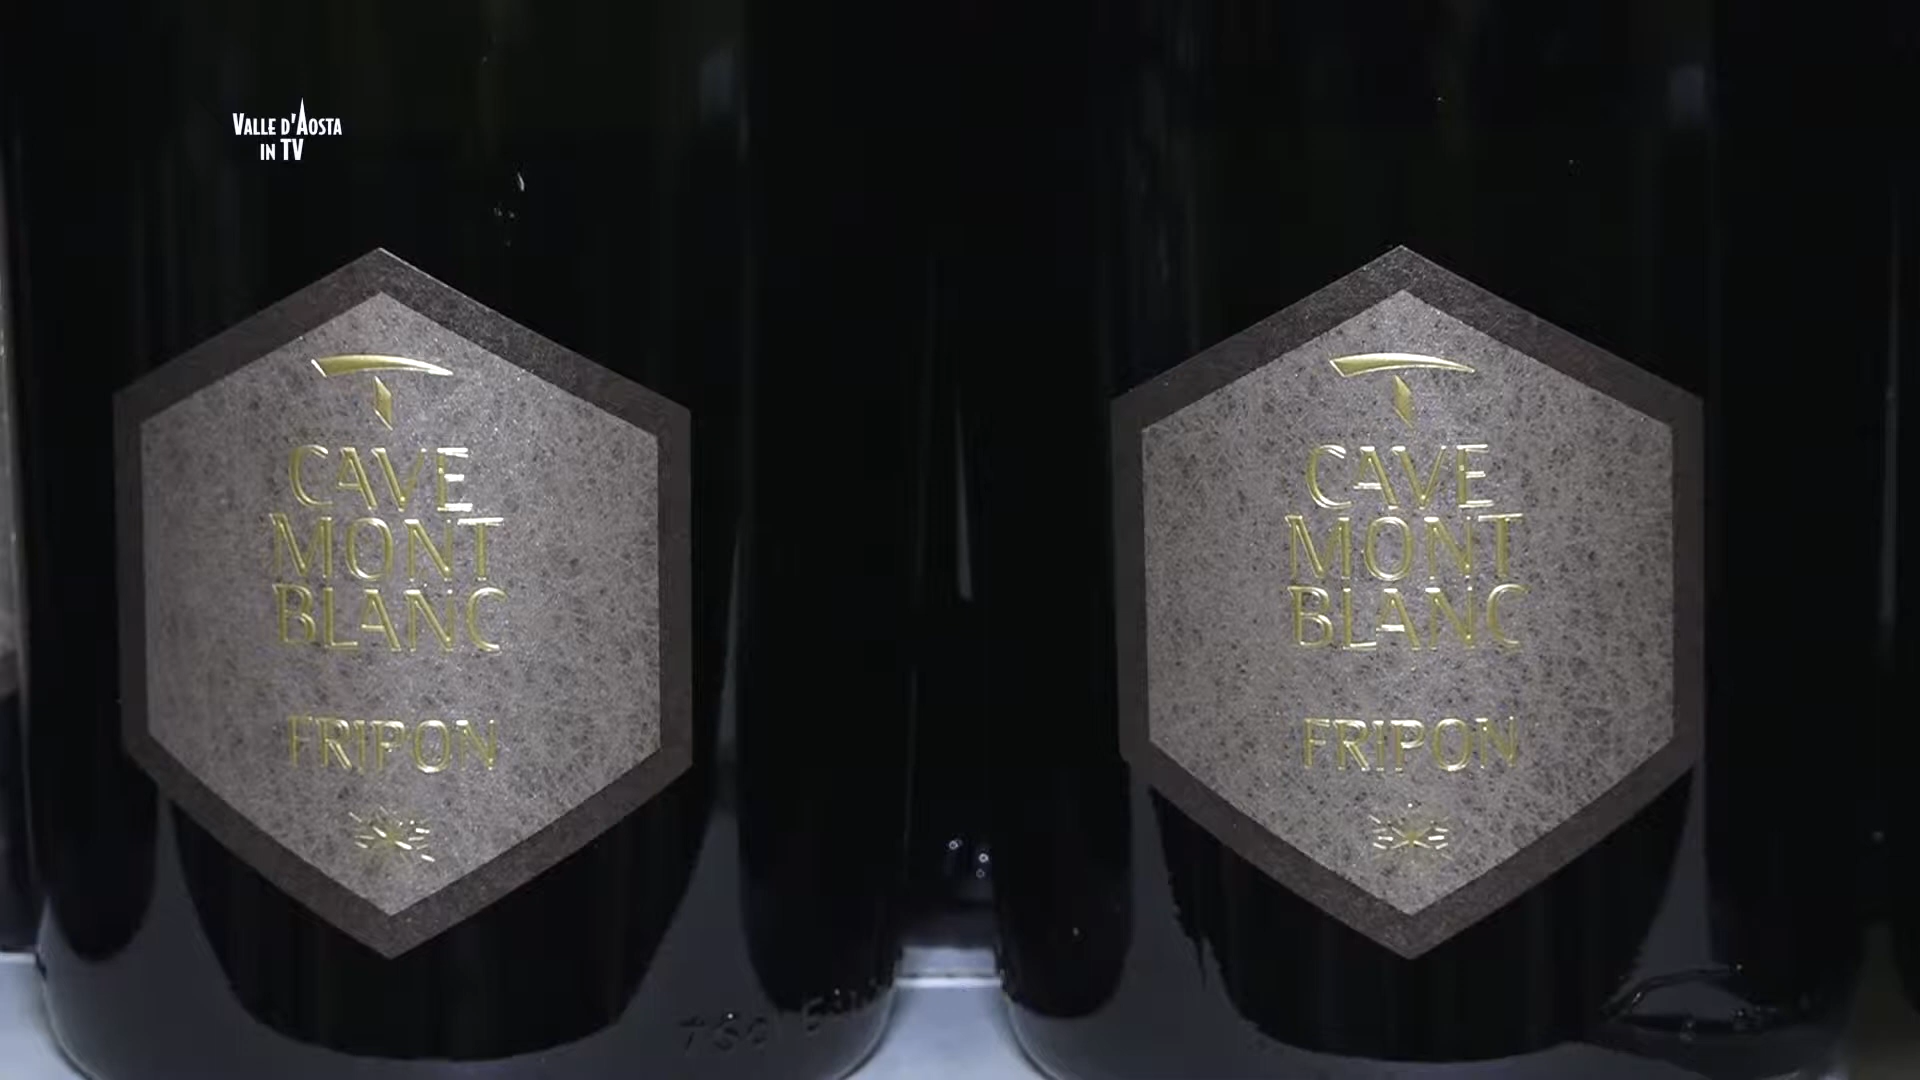 VALLE D'AOSTA
IN TV
CAVE
MONT
BLANC
FRIPON
CAVE
MONT
BLANC
FRIPON